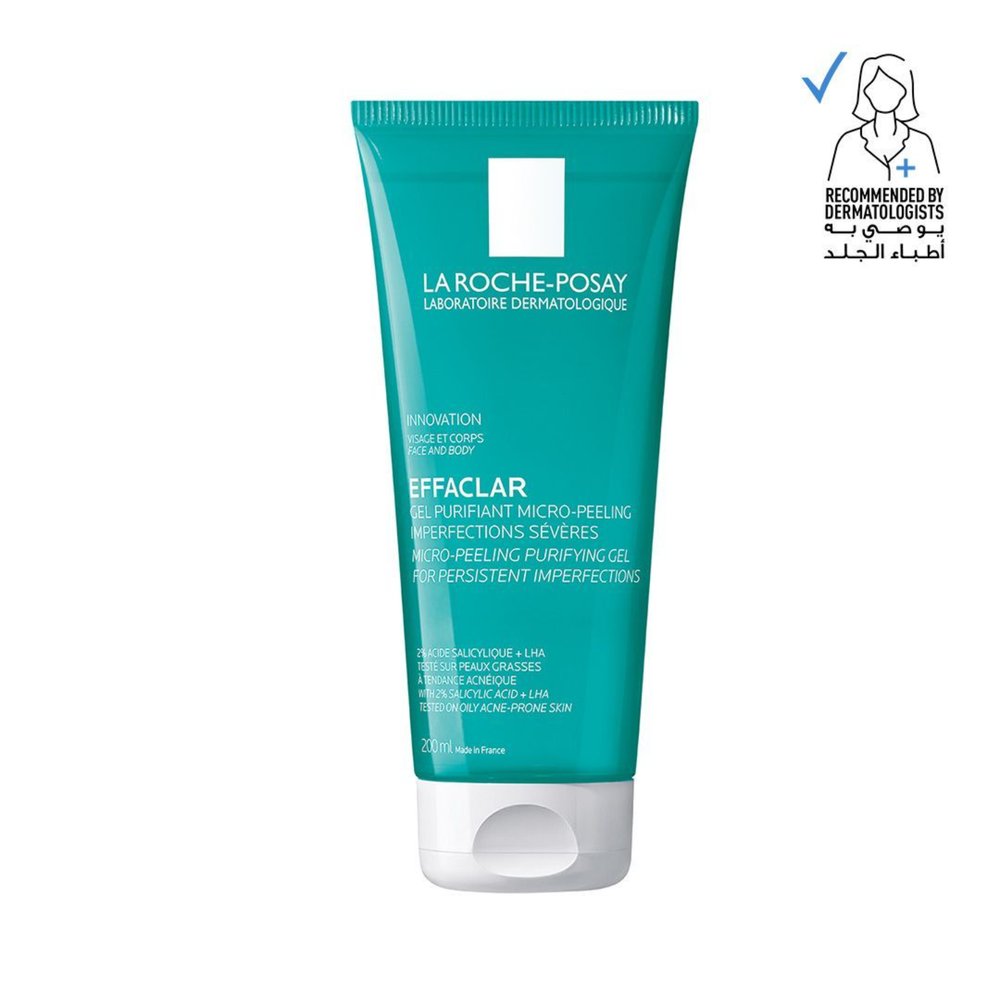 LA ROCHE-POSAY
LABORATOIRE DERMATOLOGIQUE
INNOVATION
VISAGE ET CORPS
FACE AND BODY
EFFACLAR
GEL PURIFIANT MICRO-PEELING
IMPERFECTIONS SÉVÈRES
MICRO-PEELING PURIFYING GEL
FOR PERSISTENT IMPERFECTIONS
2% ACIDE SALICYLIQUE + LHA
TESTÉ SUR PEAUX GRASSES
À TENDANCE ACNÉIQUE
WITH 2% SALICYLIC ACID + LHA
TESTED ON OILY ACNE-PRONE SKIN
200 ml Made in France
RECOMMENDED BY
DERMATOLOGISTS
يوصي به
أطباء الجلد